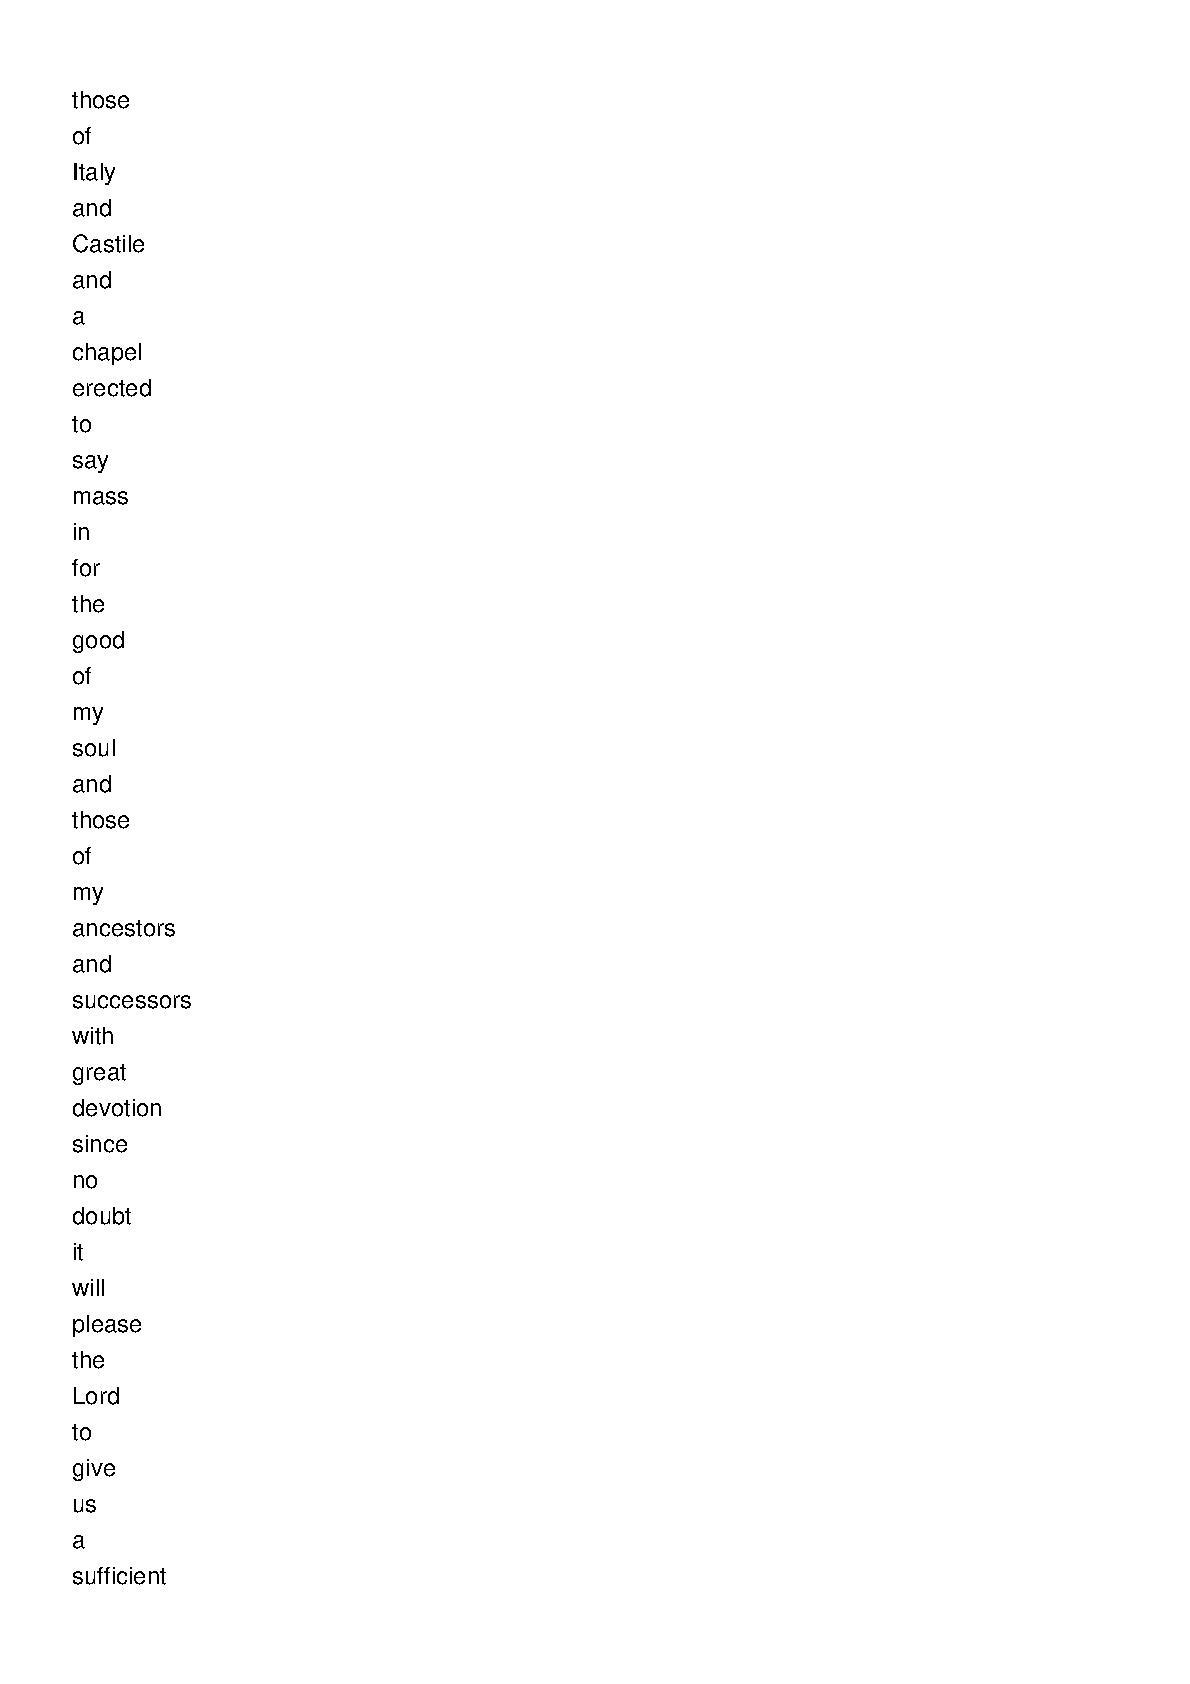 those
of
Italy
and
Castile
and
a
chapel
erected
to
say
mass
in
for
the
good
of
my
soul
and
those
of
my
ancestors
and
successors
with
great
devotion
since
no
doubt
it
will
please
the
Lord
to
give
us
a
sufficient